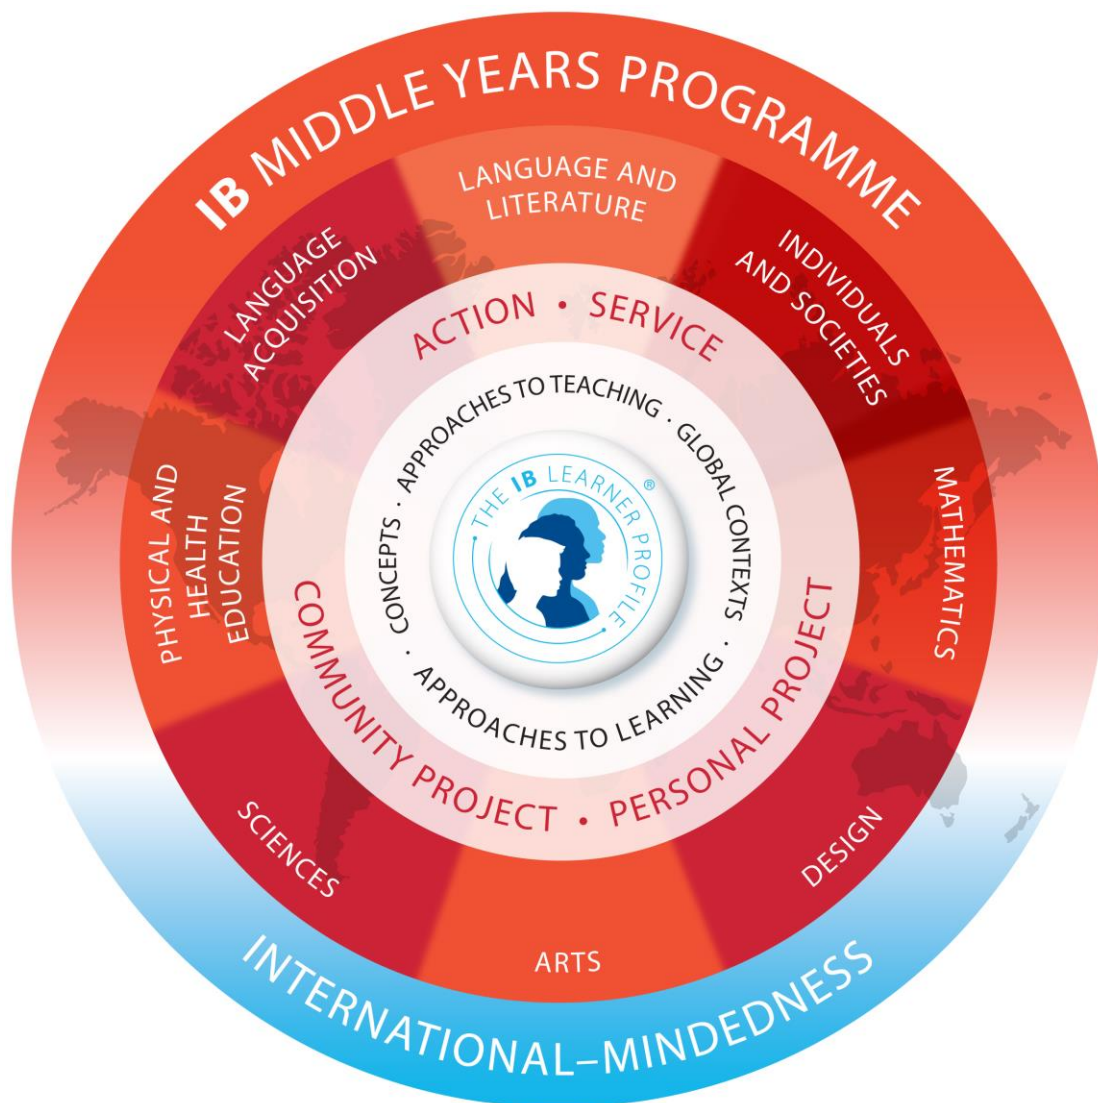 IB MIDDLE YEARS PROGRAMME
LANGUAGE AND
LITERATURE
INDIVIDUALS
AND SOCIETIES
MATHEMATICS
DESIGN
ARTS
SCIENCES
PHYSICAL AND
HEALTH
EDUCATION
LANGUAGE
ACQUISITION
ACTION • SERVICE
COMMUNITY PROJECT • PERSONAL PROJECT
APPROACHES TO TEACHING · GLOBAL CONTEXTS ·
APPROACHES TO LEARNING ·
CONCEPTS ·
THE IB LEARNER PROFILE ®
INTERNATIONAL–MINDEDNESS